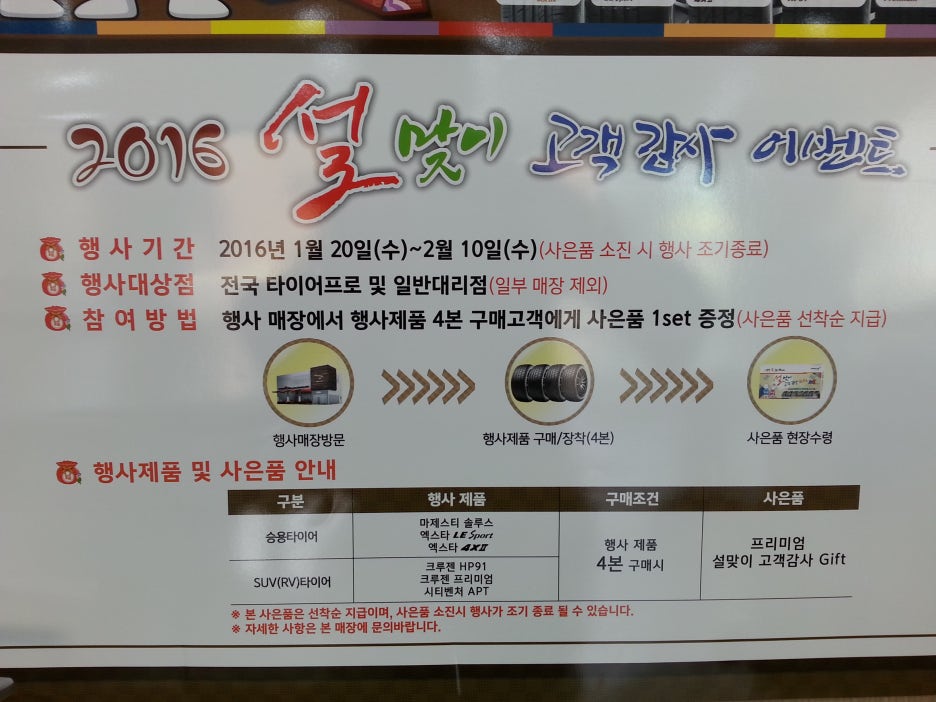 2016 설 맞이 고객 감사 이벤트
행사기간 2016년 1월 20일(수)~2월 10일(수)(사은품 소진 시 행사 조기종료)
행사대상점 전국 타이어프로 및 일반대리점(일부 매장 제외)
참여방법 행사 매장에서 행사제품 4본 구매고객에게 사은품 1set 증정(사은품 선착순 지급)
행사매장방문 행사제품 구매/장착(4본) 사은품 현장수령
행사제품 및 사은품 안내
구분 행사 제품 구매조건 사은품
승용타이어
마제스티 솔루스
엑스타 LE Sport
엑스타 4XII
SUV(RV)타이어
크루젠 HP91
크루젠 프리미엄
시티벤처 APT
행사 제품
4본 구매시
프리미엄
설맞이 고객감사 Gift
※ 본 사은품은 선착순 지급이며, 사은품 소진시 행사가 조기 종료 될 수 있습니다.
※ 자세한 사항은 본 매장에 문의바랍니다.